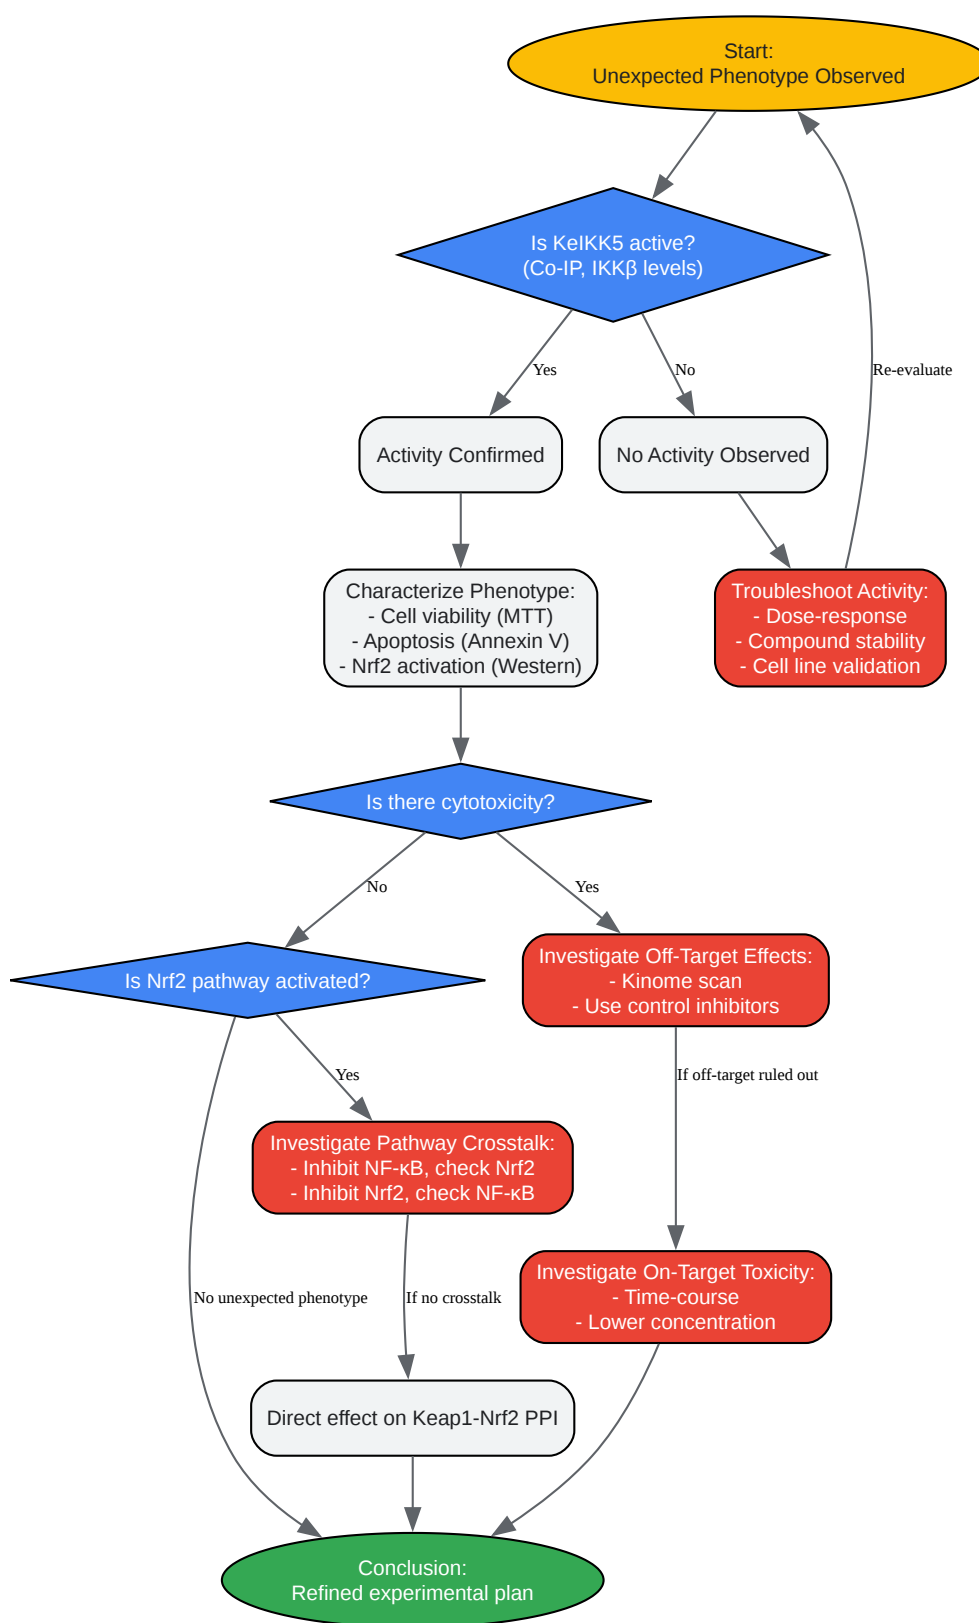 Start:
Unexpected Phenotype Observed
Is KeIKK5 active?
(Co-IP, IKKβ levels)
Yes
No
Re-evaluate
Activity Confirmed
No Activity Observed
Characterize Phenotype:
- Cell viability (MTT)
- Apoptosis (Annexin V)
- Nrf2 activation (Western)
Troubleshoot Activity:
- Dose-response
- Compound stability
- Cell line validation
Is there cytotoxicity?
No
Yes
Is Nrf2 pathway activated?
Investigate Off-Target Effects:
- Kinome scan
- Use control inhibitors
Yes
If off-target ruled out
Investigate Pathway Crosstalk:
- Inhibit NF-κB, check Nrf2
- Inhibit Nrf2, check NF-κB
Investigate On-Target Toxicity:
- Time-course
- Lower concentration
No unexpected phenotype
If no crosstalk
Direct effect on Keap1-Nrf2 PPI
Conclusion:
Refined experimental plan